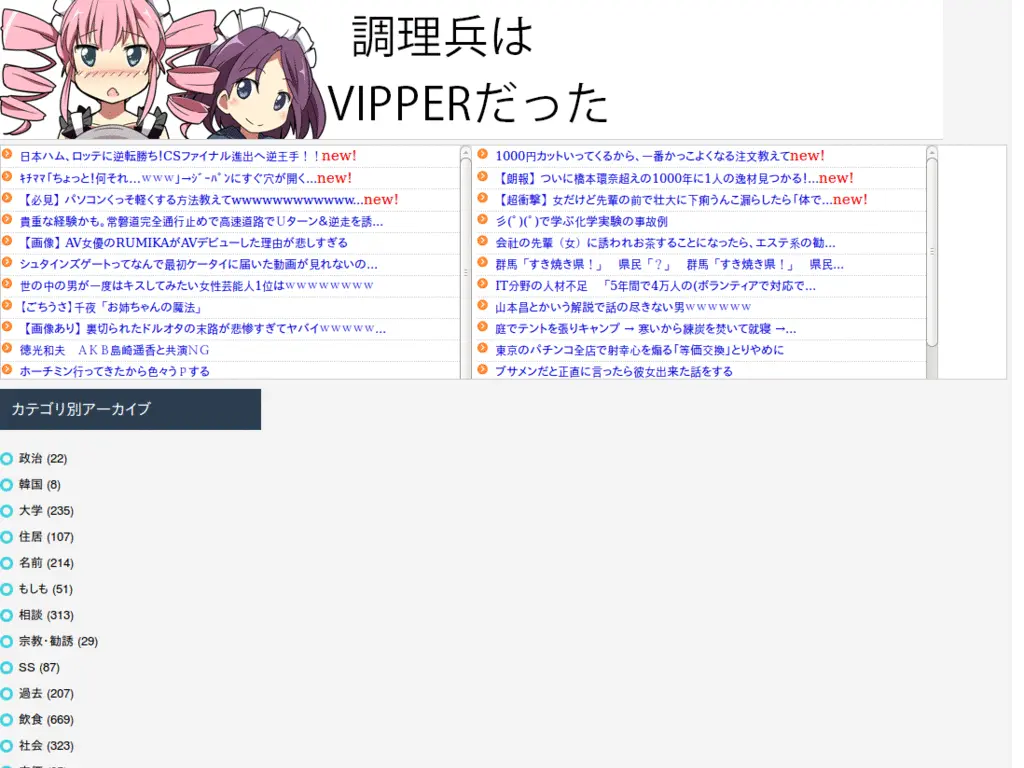 調理兵は
VIPPERだった
日本ハム、ロッテに逆転勝ち!CSファイナル進出へ逆王手！！new!
ｷﾁﾏﾏ「ちょっと!何それ…ｗｗｗ」→ｼﾞｰﾊﾟﾝにすぐ穴が開く...new!
【必見】パソコンくっそ軽くする方法教えてwwwwwwwwwwww...new!
貴重な経験かも。常磐道完全通行止めで高速道路でＵターン&逆走を誘...
【画像】AV女優のRUMIKAがAVデビューした理由が悲しすぎる
シュタインズゲートってなんで最初ケータイに届いた動画が見れないの...
世の中の男が一度はキスしてみたい女性芸能人1位はｗｗｗｗｗｗｗｗ
【ごちうさ】千夜「お姉ちゃんの魔法」
【画像あり】裏切られたドルオタの末路が悲惨すぎてヤバイｗｗｗｗｗ...
徳光和夫　ＡＫＢ島崎遥香と共演ＮＧ
ホーチミン行ってきたから色々うｐする
1000円カットいってくるから、一番かっこよくなる注文教えてnew!
【朗報】ついに橋本環奈超えの1000年に1人の逸材見つかる!...new!
【超衝撃】女だけど先輩の前で壮大に下痢うんこ漏らしたら「体で...new!
彡(ﾟ)(ﾟ)で学ぶ化学実験の事故例
会社の先輩（女）に誘われお茶することになったら、エステ系の勧...
群馬「すき焼き県！」　県民「？」　群馬「すき焼き県！」　県民...
IT分野の人材不足　「5年間で4万人の(ボランティアで対応で...
山本昌とかいう解説で話の尽きない男ｗｗｗｗｗｗ
庭でテントを張りキャンプ → 寒いから練炭を焚いて就寝 →...
東京のパチンコ全店で射幸心を煽る「等価交換」とりやめに
ブサメンだと正直に言ったら彼女出来た話をする
カテゴリ別アーカイブ
政治 (22)
韓国 (8)
大学 (235)
住居 (107)
名前 (214)
もしも (51)
相談 (313)
宗教・勧誘 (29)
SS (87)
過去 (207)
飲食 (669)
社会 (323)